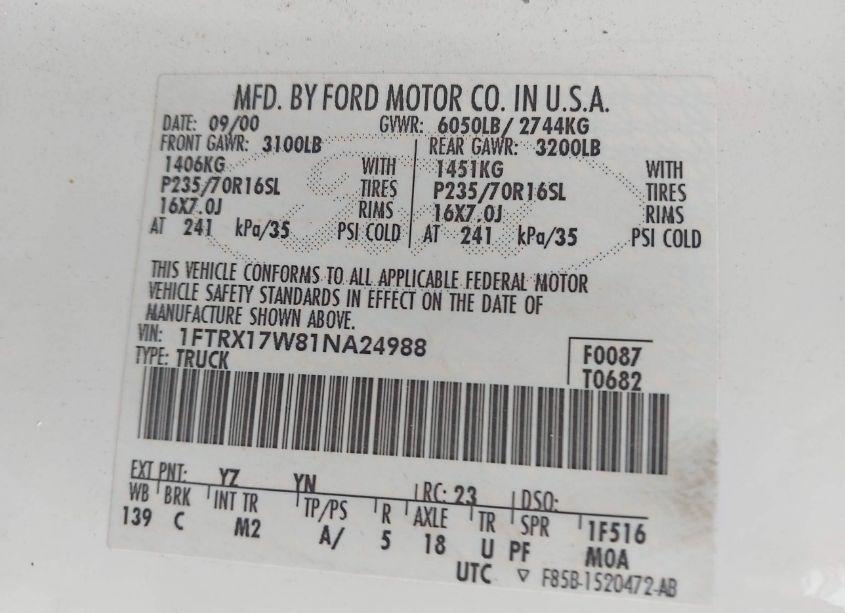 MFD. BY FORD MOTOR CO. IN U.S.A.
DATE: 09/00 GVWR: 6050LB/ 2744KG
FRONT GAWR: 3100LB REAR GAWR: 3200LB
1406KG WITH 1451KG WITH
P235/70R16SL TIRES P235/70R16SL TIRES
16X7.0J RIMS 16X7.0J RIMS
AT 241 kPa/35 PSI COLD AT 241 kPa/35 PSI COLD
THIS VEHICLE CONFORMS TO ALL APPLICABLE FEDERAL MOTOR
VEHICLE SAFETY STANDARDS IN EFFECT ON THE DATE OF
MANUFACTURE SHOWN ABOVE.
VIN: 1FTRX17W81NA24988 F0087
TYPE: TRUCK T0682
EXT PNT: YZ YN RC: 23 DSO:
WB BRK INT TR TP/PS R AXLE TR SPR 1F516
139 C M2 A/ 5 18 U PF M0A
UTC ▽ F85B-1520472-AB